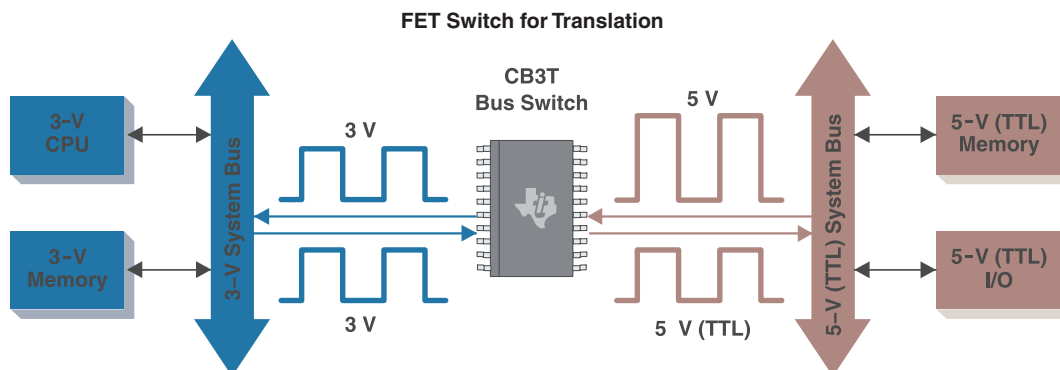 FET Switch for Translation
CB3T
Bus Switch
3-V
CPU
3-V
Memory
3–V System Bus
3 V
3 V
5 V
5 V (TTL)
5–V (TTL) System Bus
5-V (TTL)
Memory
5-V (TTL)
I/O